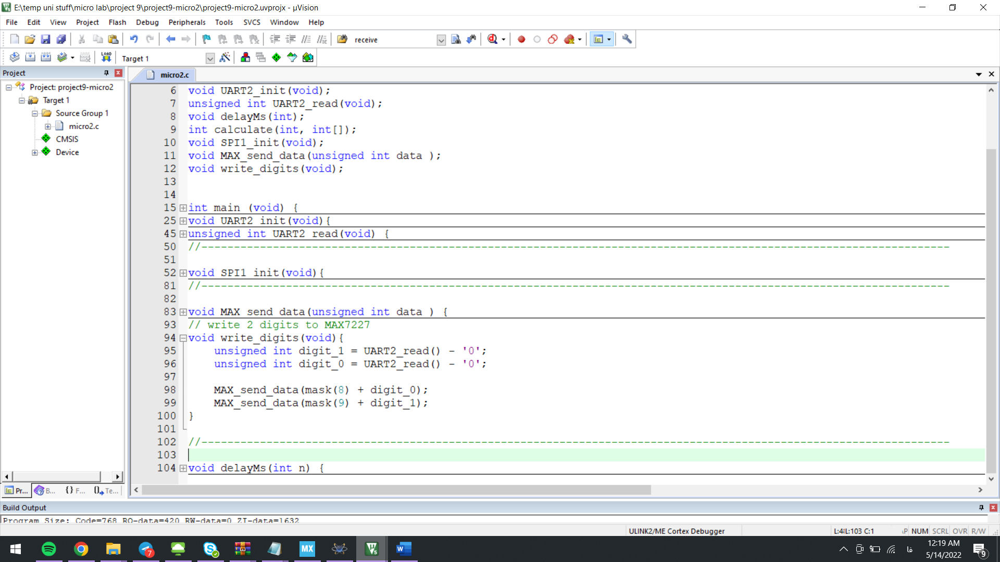 E:\temp uni stuff\micro lab\project 9\project9-micro2\project9-micro2.uvprojx - µVision
File Edit View Project Flash Debug Peripherals Tools SVCS Window Help
receive
LOAD
Target 1
Project
micro2.c
Project: project9-micro2
Target 1
Source Group 1
micro2.c
CMSIS
Device
6 void UART2_init(void);
7 unsigned int UART2_read(void);
8 void delayMs(int);
9 int calculate(int, int[]);
10 void SPI1_init(void);
11 void MAX_send_data(unsigned int data );
12 void write_digits(void);
13
14
15 int main (void) {
25 void UART2_init(void){
45 unsigned int UART2_read(void) {
50 //-------------------------------------------------------------------------------------------------------------------
51
52 void SPI1_init(void){
81 //-------------------------------------------------------------------------------------------------------------------
82
83 void MAX_send_data(unsigned int data ) {
93 // write 2 digits to MAX7227
94 void write_digits(void){
95 unsigned int digit_1 = UART2_read() - '0';
96 unsigned int digit_0 = UART2_read() - '0';
97
98 MAX_send_data(mask(8) + digit_0);
99 MAX_send_data(mask(9) + digit_1);
100 }
101
102 //-------------------------------------------------------------------------------------------------------------------
103
104 void delayMs(int n) {
Pr... B... {} F... Te...
Build Output
Program Size: Code=768 RO-data=420 RW-data=0 ZI-data=1632
ULINK2/ME Cortex Debugger
L:103 C:1
NUM SCRL OVR R/W
7
MX
W
فا
12:19 AM
5/14/2022
9